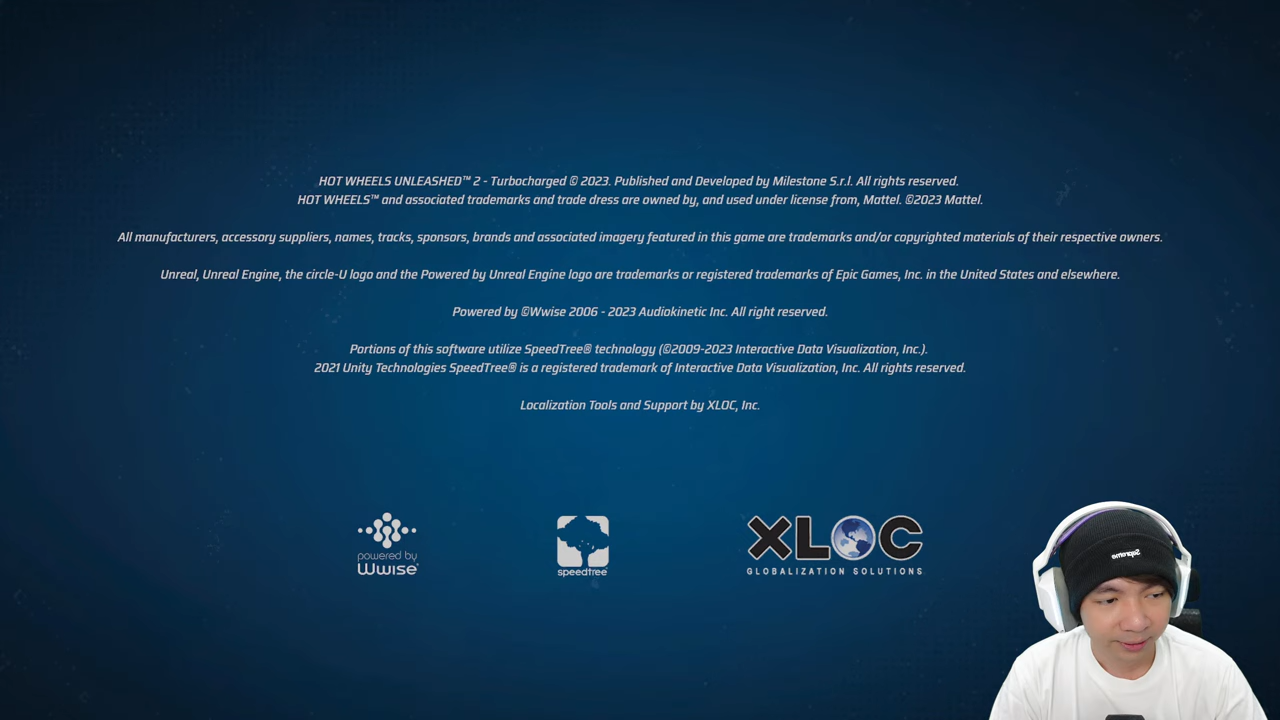 HOT WHEELS UNLEASHED™ 2 - Turbocharged © 2023. Published and Developed by Milestone S.r.l. All rights reserved.
HOT WHEELS™ and associated trademarks and trade dress are owned by, and used under license from, Mattel. ©2023 Mattel.
All manufacturers, accessory suppliers, names, tracks, sponsors, brands and associated imagery featured in this game are trademarks and/or copyrighted materials of their respective owners.
Unreal, Unreal Engine, the circle-U logo and the Powered by Unreal Engine logo are trademarks or registered trademarks of Epic Games, Inc. in the United States and elsewhere.
Powered by ©Wwise 2006 - 2023 Audiokinetic Inc. All right reserved.
Portions of this software utilize SpeedTree® technology (©2009-2023 Interactive Data Visualization, Inc.).
2021 Unity Technologies SpeedTree® is a registered trademark of Interactive Data Visualization, Inc. All rights reserved.
Localization Tools and Support by XLOC, Inc.
powered by
Wwise
speedtree
XLOC
GLOBALIZATION SOLUTIONS
Supreme